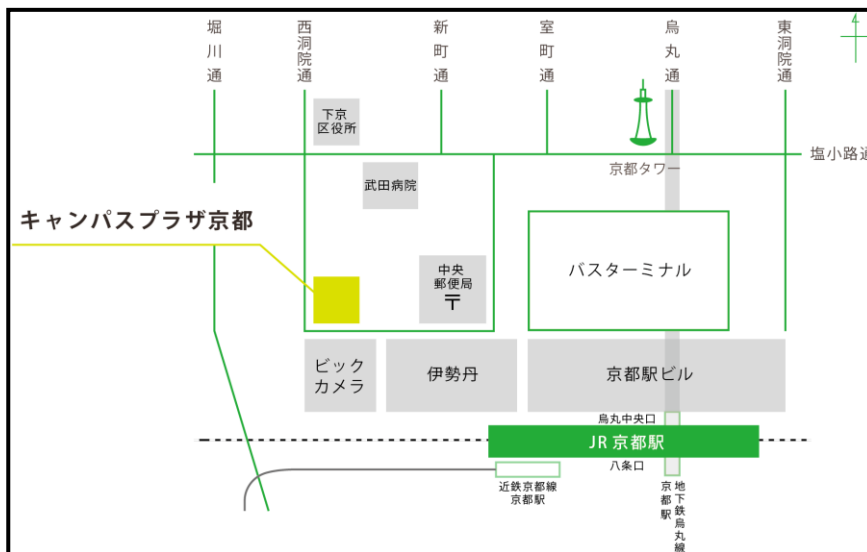 堀川通
西洞院通
新町通
室町通
烏丸通
東洞院通
4
下京
区役所
塩小路通
京都タワー
武田病院
キャンパスプラザ京都
中央
郵便局
〒
バスターミナル
ビック
カメラ
伊勢丹
京都駅ビル
烏丸中央口
JR 京都駅
八条口
近鉄京都線
京都駅
地下鉄烏丸線
京都駅